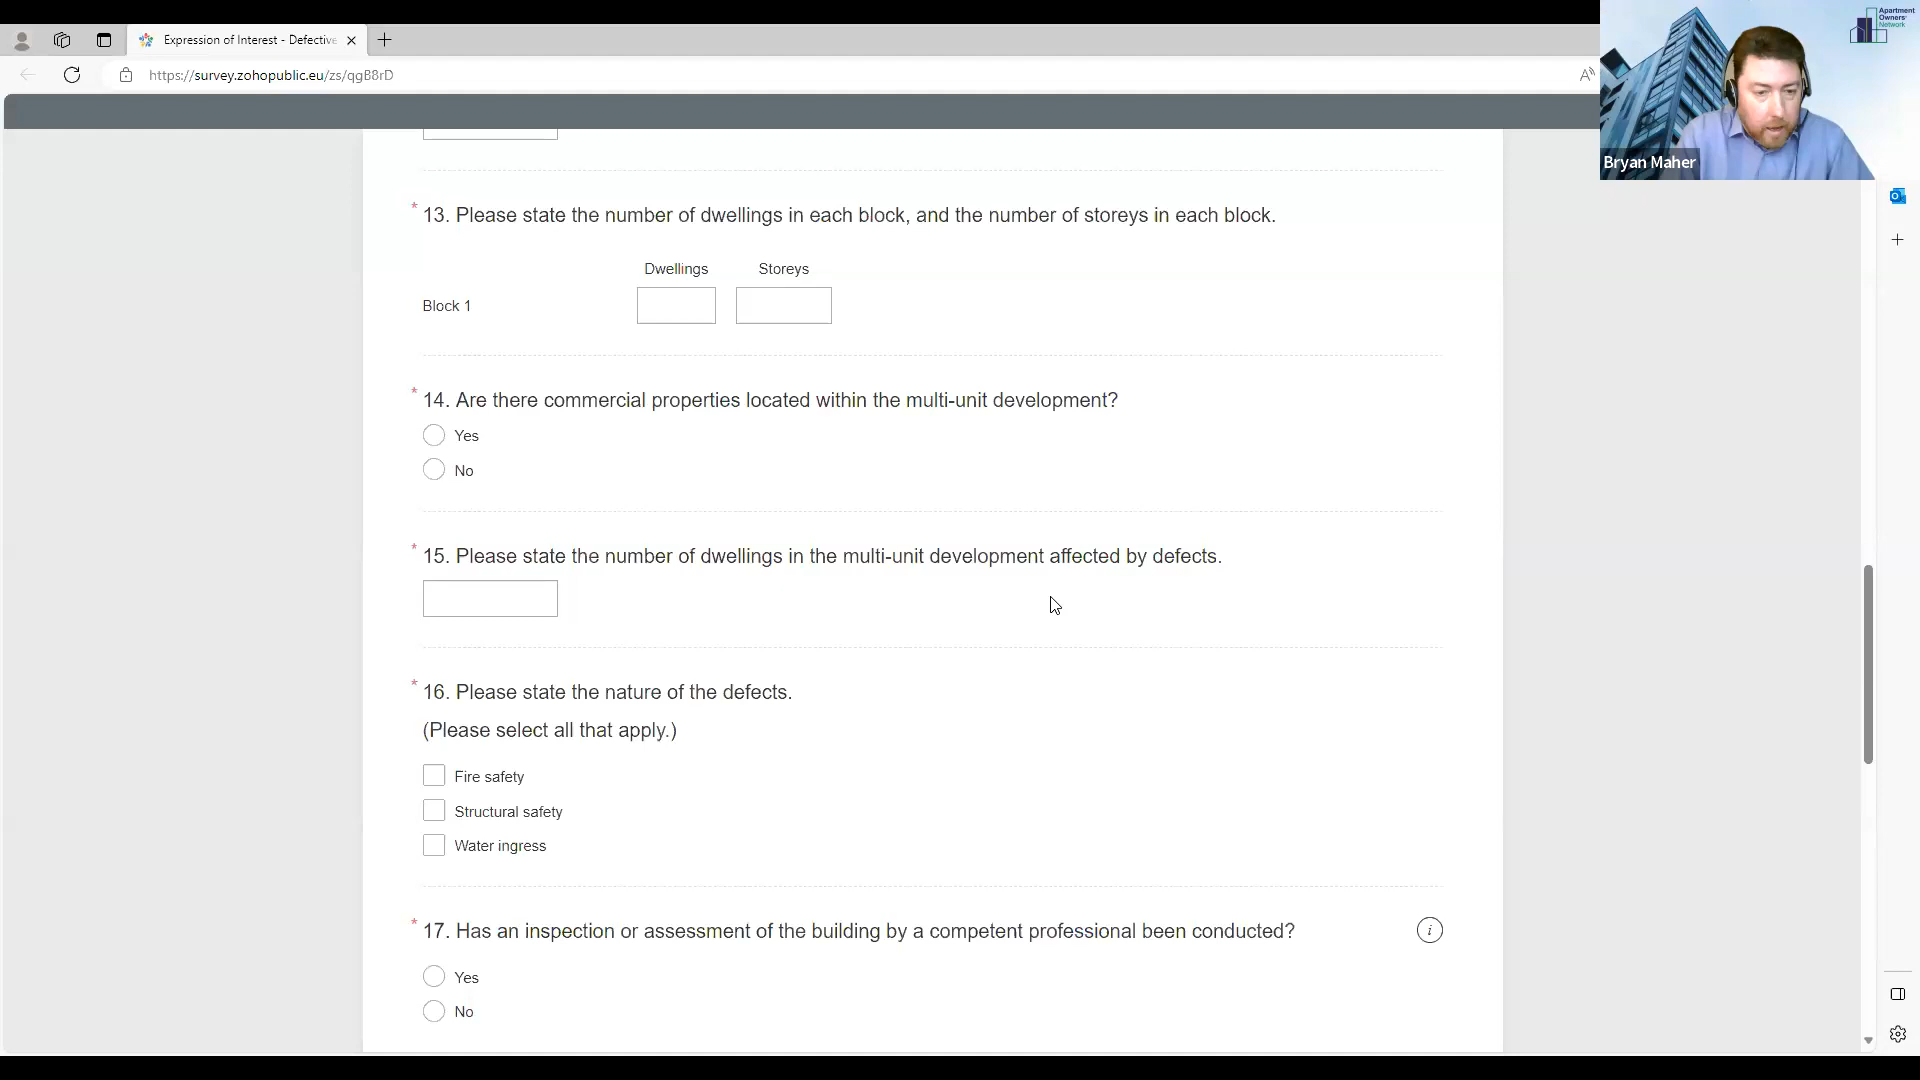 Expression of Interest - Defective
https://survey.zohopublic.eu/zs/qgB8rD
Apartment
Owners'
Network
Bryan Maher
* 13. Please state the number of dwellings in each block, and the number of storeys in each block.
Dwellings Storeys
Block 1
* 14. Are there commercial properties located within the multi-unit development?
Yes
No
* 15. Please state the number of dwellings in the multi-unit development affected by defects.
* 16. Please state the nature of the defects.
(Please select all that apply.)
Fire safety
Structural safety
Water ingress
* 17. Has an inspection or assessment of the building by a competent professional been conducted?
Yes
No